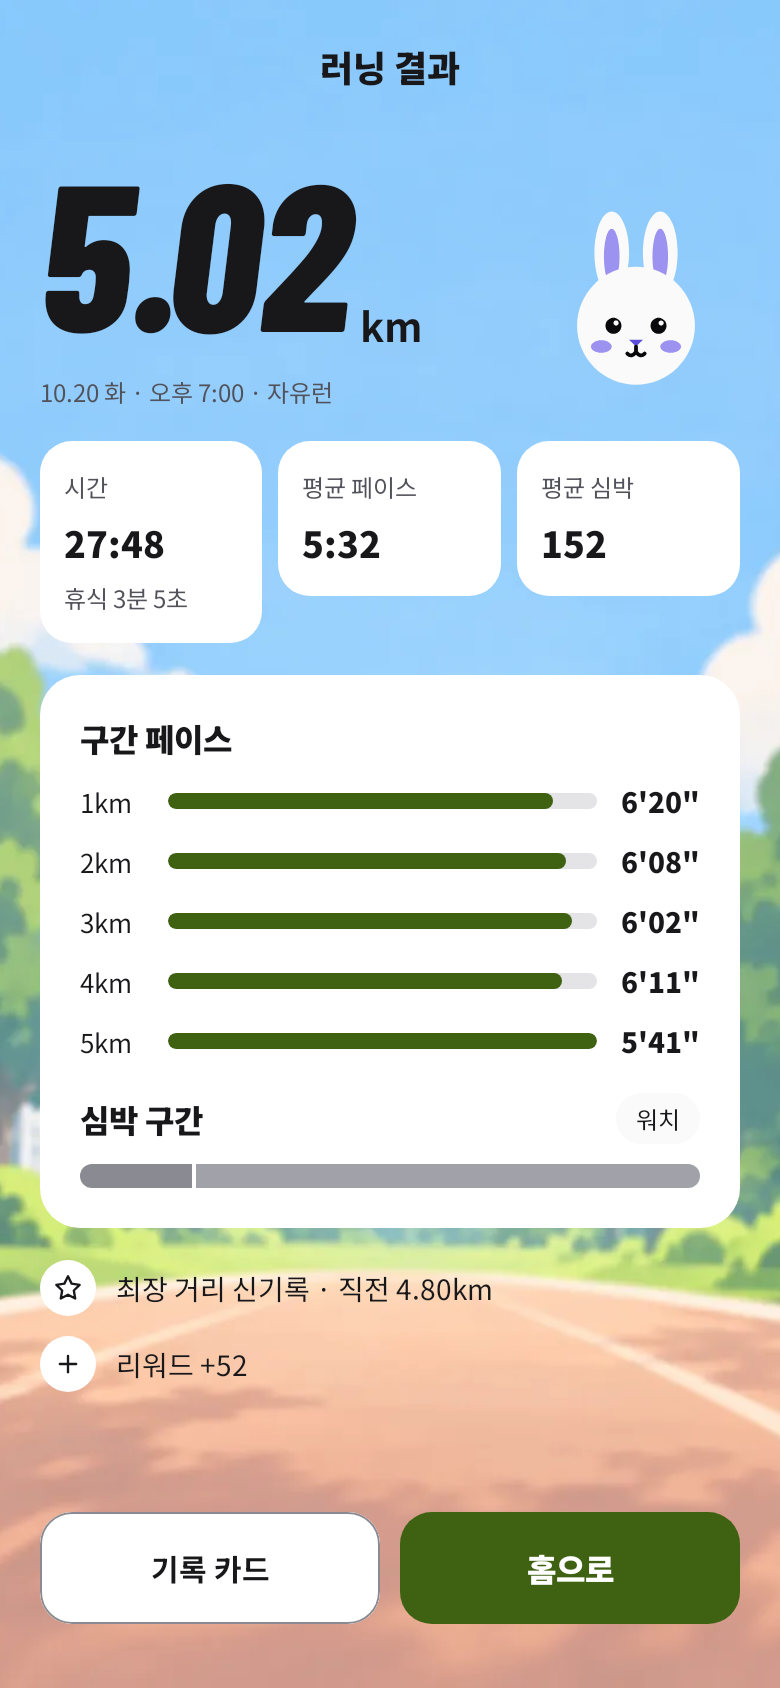 러닝 결과
5.02 km
10.20 화 · 오후 7:00 · 자유런
시간
27:48
휴식 3분 5초
평균 페이스
5:32
평균 심박
152
구간 페이스
1km 6'20"
2km 6'08"
3km 6'02"
4km 6'11"
5km 5'41"
심박 구간 워치
최장 거리 신기록 · 직전 4.80km
리워드 +52
기록 카드
홈으로